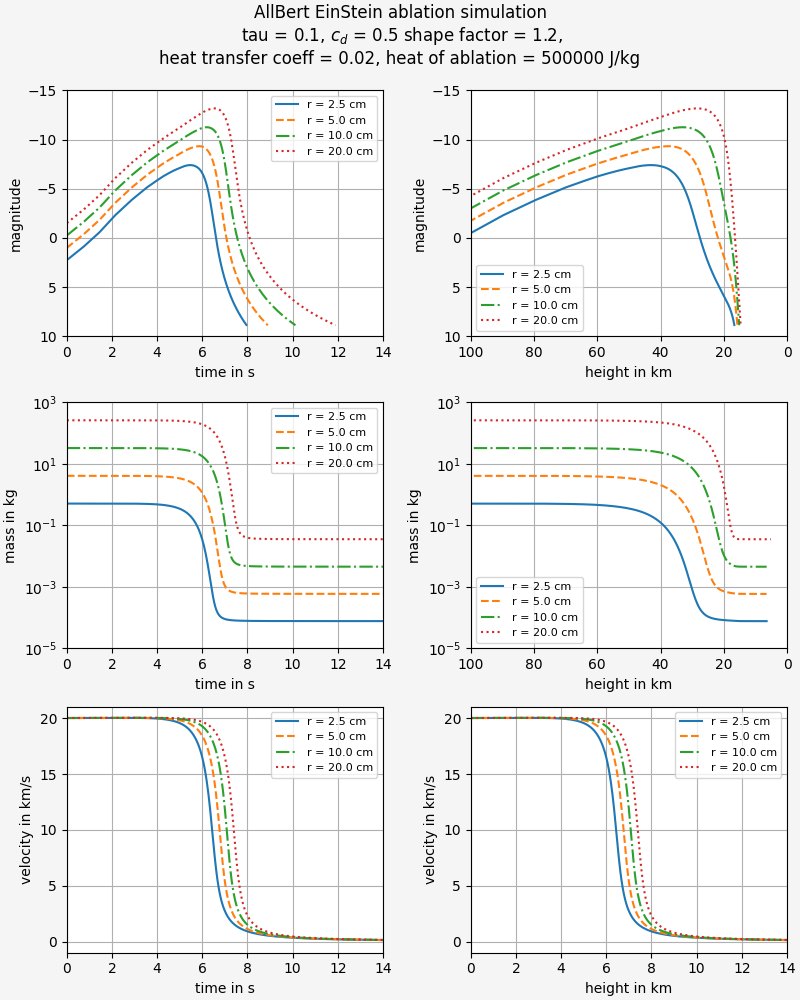 AllBert EinStein ablation simulation
tau = 0.1, c_d = 0.5 shape factor = 1.2,
heat transfer coeff = 0.02, heat of ablation = 500000 J/kg
−15
−10
−5
0
5
10
magnitude
0 2 4 6 8 10 12 14
time in s
r = 2.5 cm
r = 5.0 cm
r = 10.0 cm
r = 20.0 cm
−15
−10
−5
0
5
10
magnitude
100 80 60 40 20 0
height in km
r = 2.5 cm
r = 5.0 cm
r = 10.0 cm
r = 20.0 cm
10^3
10^1
10^−1
10^−3
10^−5
mass in kg
0 2 4 6 8 10 12 14
time in s
r = 2.5 cm
r = 5.0 cm
r = 10.0 cm
r = 20.0 cm
10^3
10^1
10^−1
10^−3
10^−5
mass in kg
100 80 60 40 20 0
height in km
r = 2.5 cm
r = 5.0 cm
r = 10.0 cm
r = 20.0 cm
20
15
10
5
0
velocity in km/s
0 2 4 6 8 10 12 14
time in s
r = 2.5 cm
r = 5.0 cm
r = 10.0 cm
r = 20.0 cm
20
15
10
5
0
velocity in km/s
0 2 4 6 8 10 12 14
height in km
r = 2.5 cm
r = 5.0 cm
r = 10.0 cm
r = 20.0 cm